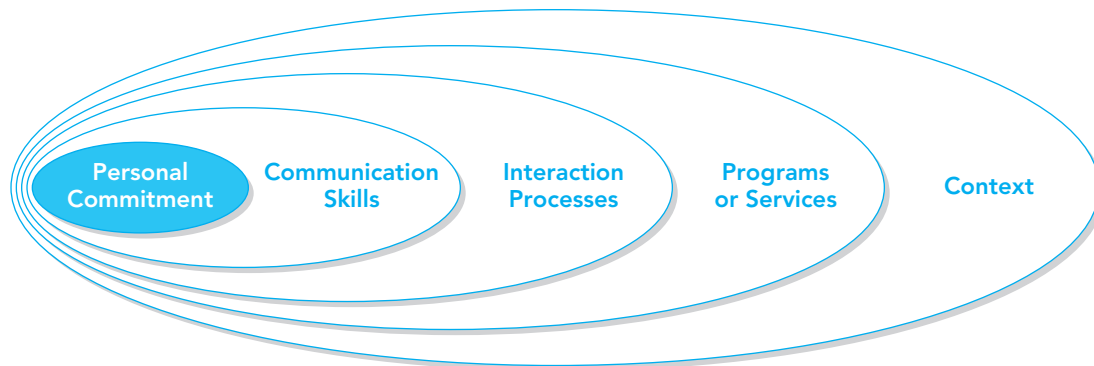 Personal
Commitment
Communication
Skills
Interaction
Processes
Programs
or Services
Context